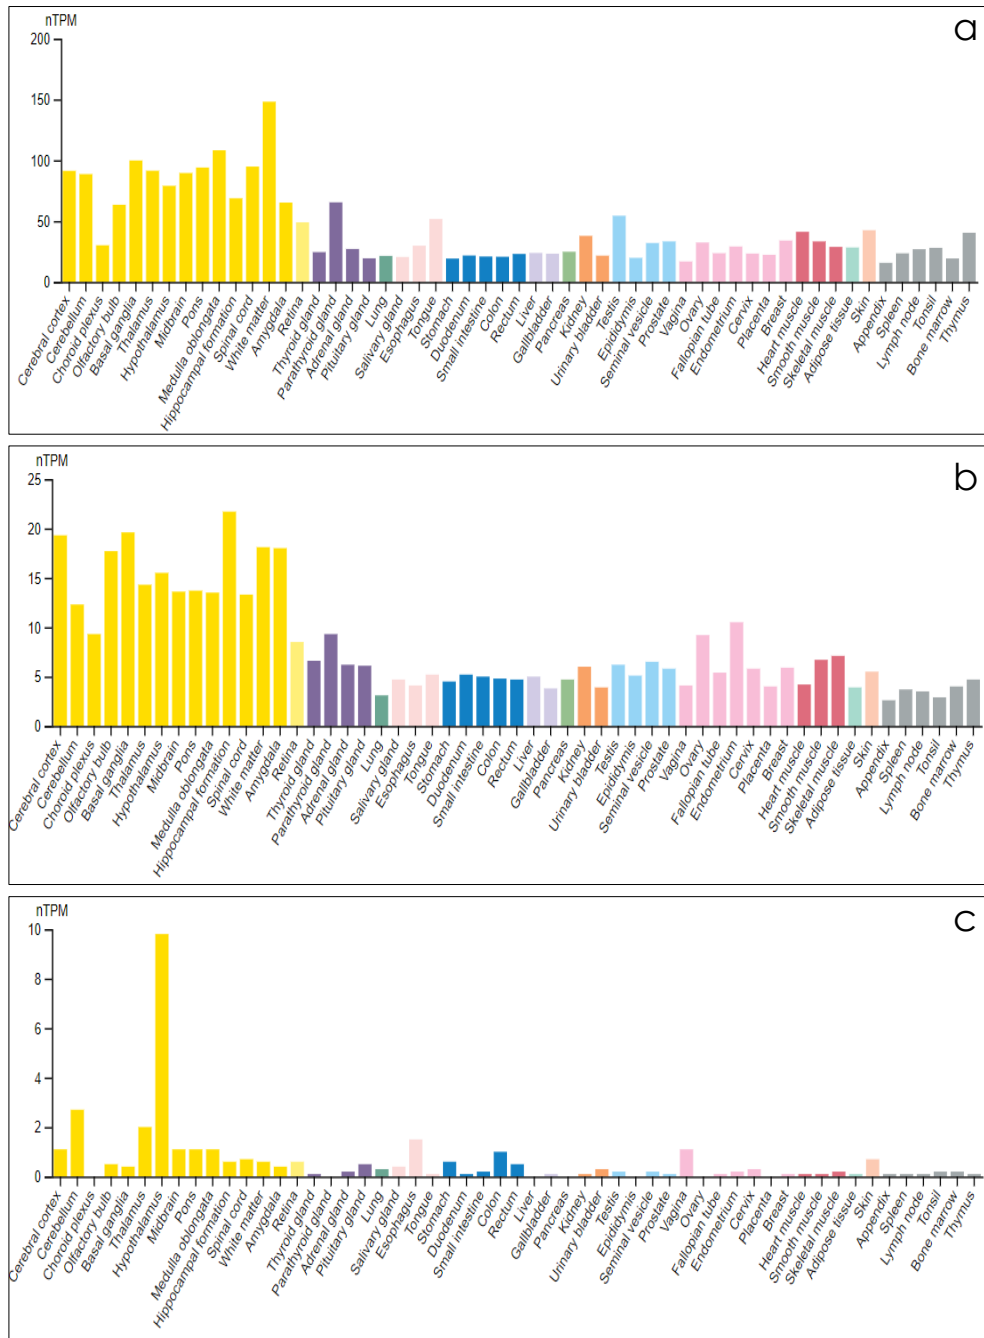 nTPM
a
200
150
100
50
0
Cerebral cortex
Cerebellum
Choroid plexus
Olfactory bulb
Basal ganglia
Thalamus
Hypothalamus
Midbrain
Pons
Medulla oblongata
Hippocampal formation
Spinal cord
White matter
Amygdala
Retina
Thyroid gland
Parathyroid gland
Adrenal gland
Pituitary gland
Lung
Salivary gland
Esophagus
Tongue
Stomach
Duodenum
Small intestine
Colon
Rectum
Liver
Gallbladder
Pancreas
Kidney
Urinary bladder
Testis
Epididymis
Seminal vesicle
Prostate
Vagina
Ovary
Fallopian tube
Endometrium
Cervix
Placenta
Breast
Heart muscle
Smooth muscle
Skeletal muscle
Adipose tissue
Skin
Appendix
Spleen
Lymph node
Tonsil
Bone marrow
Thymus
nTPM
b
25
20
15
10
5
0
Cerebral cortex
Cerebellum
Choroid plexus
Olfactory bulb
Basal ganglia
Thalamus
Hypothalamus
Midbrain
Pons
Medulla oblongata
Hippocampal formation
Spinal cord
White matter
Amygdala
Retina
Thyroid gland
Parathyroid gland
Adrenal gland
Pituitary gland
Lung
Salivary gland
Esophagus
Tongue
Stomach
Duodenum
Small intestine
Colon
Rectum
Liver
Gallbladder
Pancreas
Kidney
Urinary bladder
Testis
Epididymis
Seminal vesicle
Prostate
Vagina
Ovary
Fallopian tube
Endometrium
Cervix
Placenta
Breast
Heart muscle
Smooth muscle
Skeletal muscle
Adipose tissue
Skin
Appendix
Spleen
Lymph node
Tonsil
Bone marrow
Thymus
nTPM
c
10
8
6
4
2
0
Cerebral cortex
Cerebellum
Choroid plexus
Olfactory bulb
Basal ganglia
Thalamus
Hypothalamus
Midbrain
Pons
Medulla oblongata
Hippocampal formation
Spinal cord
White matter
Amygdala
Retina
Thyroid gland
Parathyroid gland
Adrenal gland
Pituitary gland
Lung
Salivary gland
Esophagus
Tongue
Stomach
Duodenum
Small intestine
Colon
Rectum
Liver
Gallbladder
Pancreas
Kidney
Urinary bladder
Testis
Epididymis
Seminal vesicle
Prostate
Vagina
Ovary
Fallopian tube
Endometrium
Cervix
Placenta
Breast
Heart muscle
Smooth muscle
Skeletal muscle
Adipose tissue
Skin
Appendix
Spleen
Lymph node
Tonsil
Bone marrow
Thymus